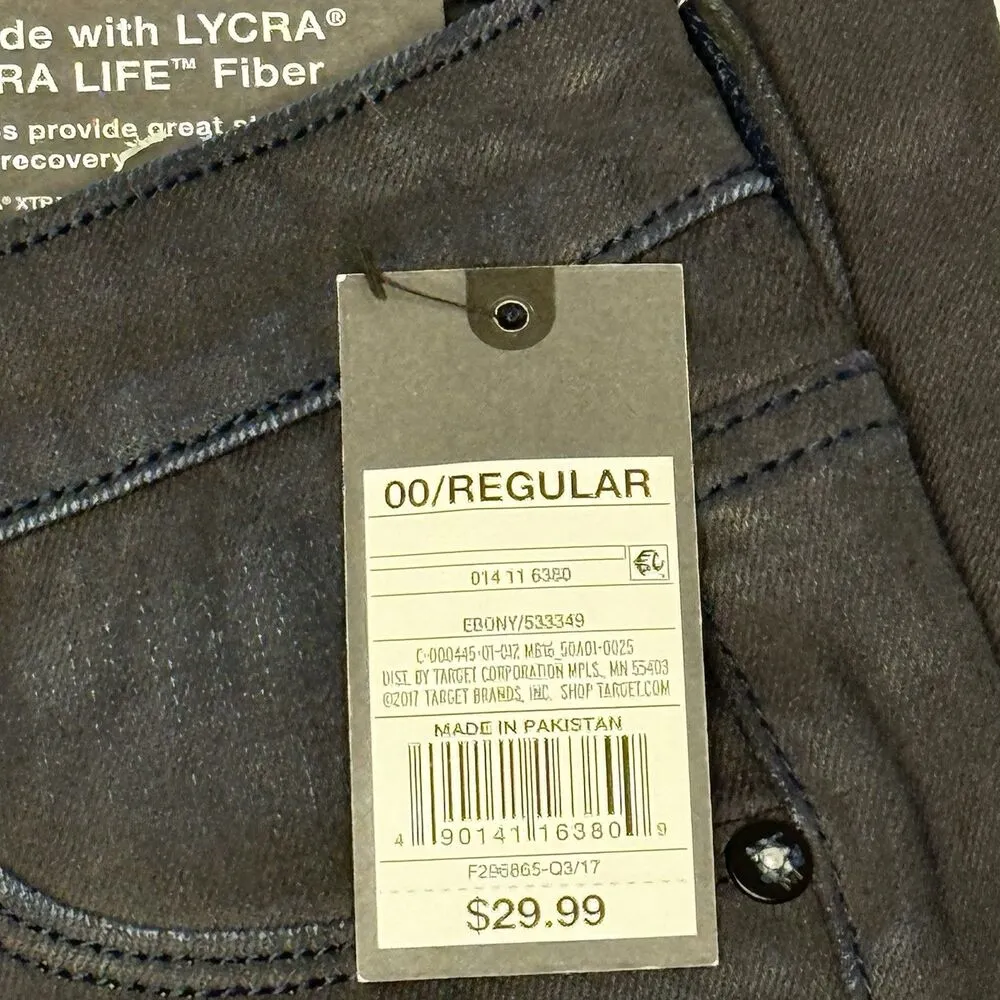 de with LYCRA®
RA LIFE™ Fiber
s provide great
recovery
00/REGULAR
014 11 6380
EBONY/533349
DIST. BY TARGET CORPORATION MPLS., MN 55403
©2017 TARGET BRANDS, INC. SHOP TARGET.COM
MADE IN PAKISTAN
4 90141 16380 9
$29.99